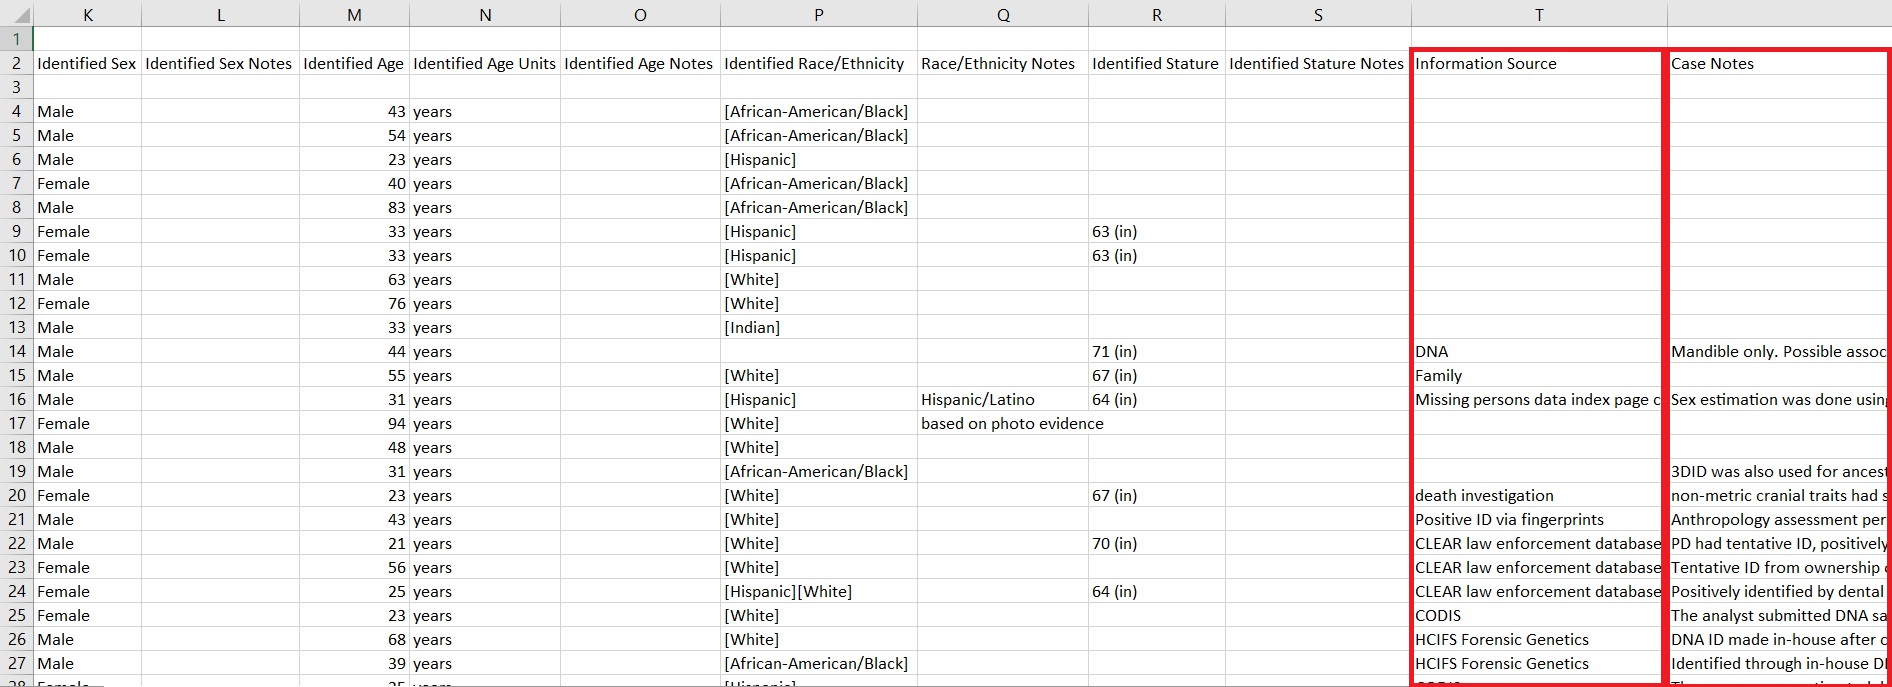 K L M N O P Q R S T
1
2 Identified Sex Identified Sex Notes Identified Age Identified Age Units Identified Age Notes Identified Race/Ethnicity Race/Ethnicity Notes Identified Stature Identified Stature Notes Information Source Case Notes
3
4 Male 43 years [African-American/Black]
5 Male 54 years [African-American/Black]
6 Male 23 years [Hispanic]
7 Female 40 years [African-American/Black]
8 Male 83 years [African-American/Black]
9 Female 33 years [Hispanic] 63 (in)
10 Female 33 years [Hispanic] 63 (in)
11 Male 63 years [White]
12 Female 76 years [White]
13 Male 33 years [Indian]
14 Male 44 years 71 (in) DNA Mandible only. Possible assoc
15 Male 55 years [White] 67 (in) Family
16 Male 31 years [Hispanic] Hispanic/Latino 64 (in) Missing persons data index page c Sex estimation was done using
17 Female 94 years [White] based on photo evidence
18 Male 48 years [White]
19 Male 31 years [African-American/Black] 3DID was also used for ancest
20 Female 23 years [White] 67 (in) death investigation non-metric cranial traits had s
21 Male 43 years [White] Positive ID via fingerprints Anthropology assessment per
22 Male 21 years [White] 70 (in) CLEAR law enforcement database PD had tentative ID, positively
23 Female 56 years [White] CLEAR law enforcement database Tentative ID from ownership
24 Female 25 years [Hispanic][White] 64 (in) CLEAR law enforcement database Positively identified by dental
25 Female 23 years [White] CODIS The analyst submitted DNA sa
26 Male 68 years [White] HCIFS Forensic Genetics DNA ID made in-house after c
27 Male 39 years [African-American/Black] HCIFS Forensic Genetics Identified through in-house